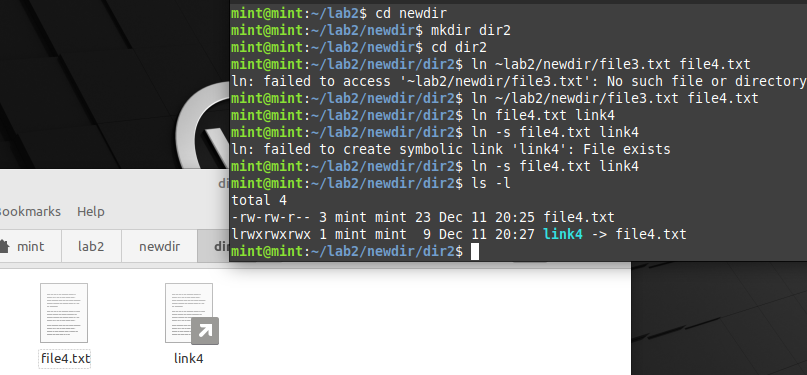 mint@mint:~/lab2$ cd newdir
mint@mint:~/lab2/newdir$ mkdir dir2
mint@mint:~/lab2/newdir$ cd dir2
mint@mint:~/lab2/newdir/dir2$ ln ~lab2/newdir/file3.txt file4.txt
ln: failed to access '~lab2/newdir/file3.txt': No such file or directory
mint@mint:~/lab2/newdir/dir2$ ln ~/lab2/newdir/file3.txt file4.txt
mint@mint:~/lab2/newdir/dir2$ ln file4.txt link4
mint@mint:~/lab2/newdir/dir2$ ln -s file4.txt link4
ln: failed to create symbolic link 'link4': File exists
mint@mint:~/lab2/newdir/dir2$ ln -s file4.txt link4
mint@mint:~/lab2/newdir/dir2$ ls -l
total 4
-rw-rw-r-- 3 mint mint 23 Dec 11 20:25 file4.txt
lrwxrwxrwx 1 mint mint  9 Dec 11 20:27 link4 -> file4.txt
mint@mint:~/lab2/newdir/dir2$
Help
mint lab2 newdir
file4.txt link4